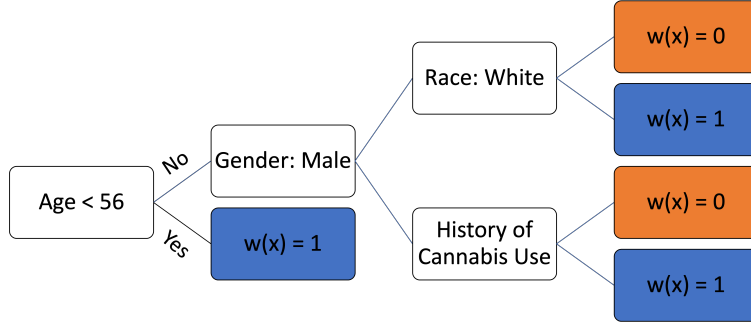 Age < 56
No
Yes
Gender: Male
w(x) = 1
Race: White
History of
Cannabis Use
w(x) = 0
w(x) = 1
w(x) = 0
w(x) = 1